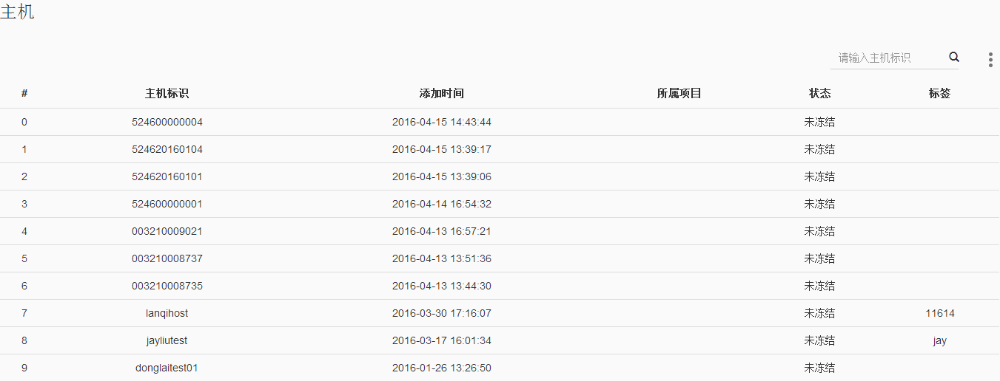 主机
请输入主机标识
# 主机标识 添加时间 所属项目 状态 标签
0 524600000004 2016-04-15 14:43:44 未冻结
1 524620160104 2016-04-15 13:39:17 未冻结
2 524620160101 2016-04-15 13:39:06 未冻结
3 524600000001 2016-04-14 16:54:32 未冻结
4 003210009021 2016-04-13 16:57:21 未冻结
5 003210008737 2016-04-13 13:51:36 未冻结
6 003210008735 2016-04-13 13:44:30 未冻结
7 lanqihost 2016-03-30 17:16:07 未冻结 11614
8 jayliutest 2016-03-17 16:01:34 未冻结 jay
9 donglaitest01 2016-01-26 13:26:50 未冻结